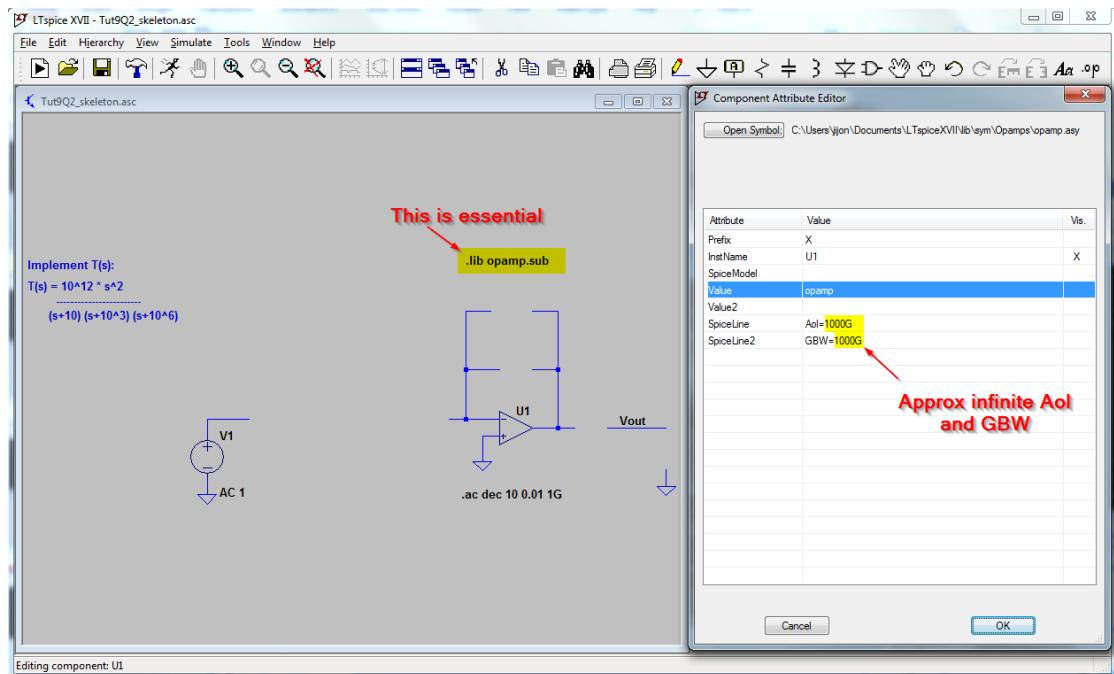 LTspice XVII - Tut9Q2_skeleton.asc
File Edit Hierarchy View Simulate Tools Window Help
Aa .op
Tut9Q2_skeleton.asc
This is essential
.lib opamp.sub
Implement T(s):
T(s) = 10^12 * s^2
------------------------
(s+10) (s+10^3) (s+10^6)
U1
V1
Vout
AC 1
.ac dec 10 0.01 1G
Component Attribute Editor
Open Symbol: C:\Users\jijon\Documents\LTspiceXVII\lib\sym\Opamps\opamp.asy
Attribute Value Vis.
Prefix X
InstName U1 X
SpiceModel
Value opamp
Value2
SpiceLine Aol=1000G
SpiceLine2 GBW=1000G
Approx infinite Aol
and GBW
Cancel OK
Editing component: U1